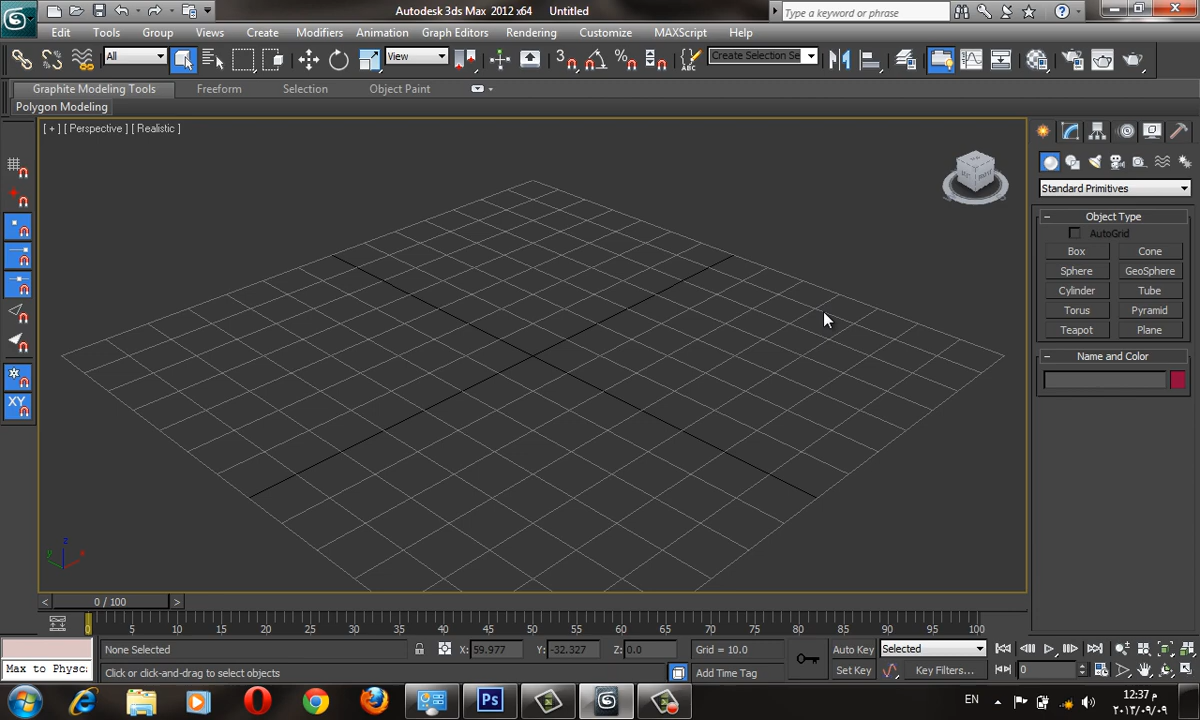 Autodesk 3ds Max 2012 x64 Untitled
Type a keyword or phrase
Edit Tools Group Views Create Modifiers Animation Graph Editors Rendering Customize MAXScript Help
All
View
3
Create Selection Se
Graphite Modeling Tools Freeform Selection Object Paint
Polygon Modeling
[ + ] [ Perspective ] [ Realistic ]
Standard Primitives
Object Type
AutoGrid
Box Cone
Sphere GeoSphere
Cylinder Tube
Torus Pyramid
Teapot Plane
Name and Color
XY
z
y x
< 0 / 100 >
0 5 10 15 20 25 30 35 40 45 50 55 60 65 70 75 80 85 90 95 100
None Selected X: 59.977 Y: -32.327 Z: 0.0 Grid = 10.0 Auto Key Selected
Max to Physc Click or click-and-drag to select objects Add Time Tag Set Key Key Filters... 0
Ps
EN
12:37 م
٢٠١٣/٠٩/٠٩